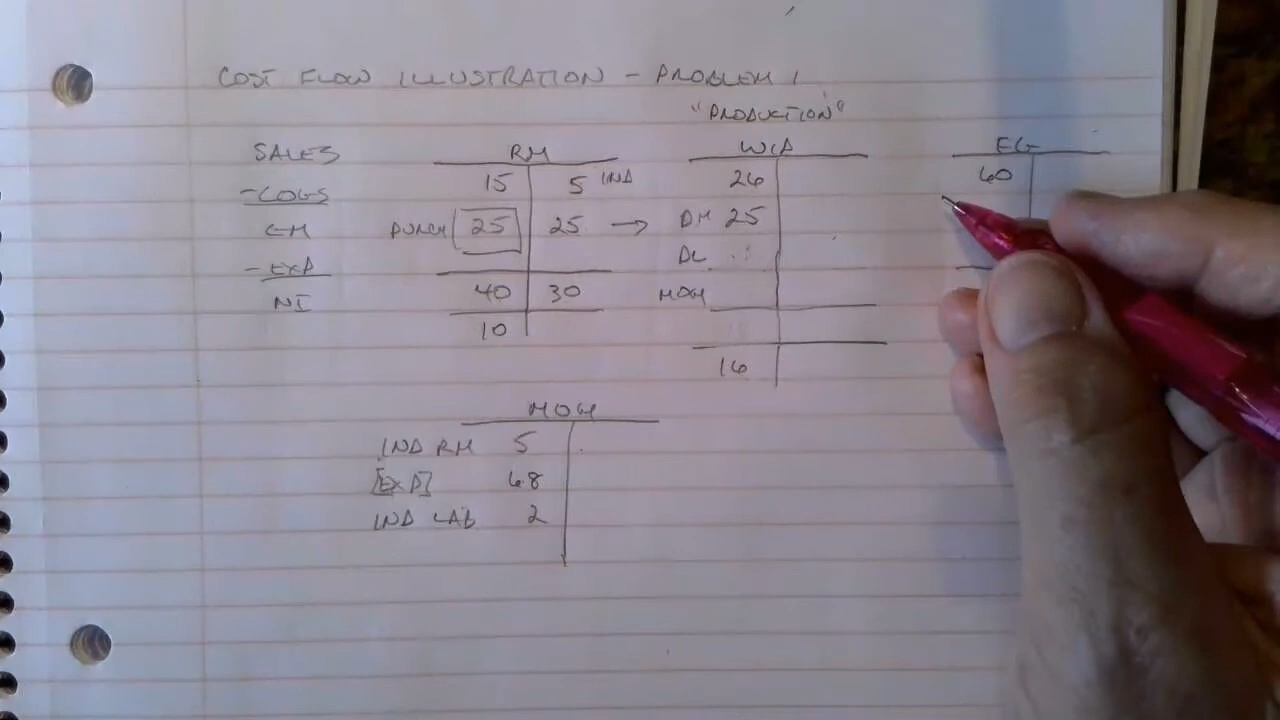 COST FLOW ILLUSTRATION - PROBLEM 1
"PRODUCTION"
SALES
- COGS
CM
- EXP
NI
RM
15 5 IND
PURCH 25 25 →
40 30
10
WIP
26
DM 25
DL
MOH
16
FG
60
MOH
IND RM 5
[EXP] 68
IND LAB 2